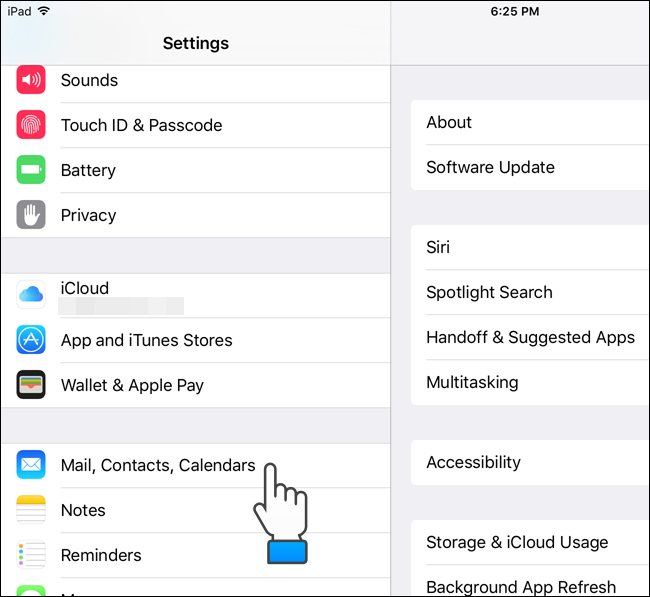 iPad 6:25 PM
Settings
Sounds
Touch ID & Passcode
Battery
Privacy
iCloud
App and iTunes Stores
Wallet & Apple Pay
Mail, Contacts, Calendars
Notes
Reminders
About
Software Update
Siri
Spotlight Search
Handoff & Suggested Apps
Multitasking
Accessibility
Storage & iCloud Usage
Background App Refresh